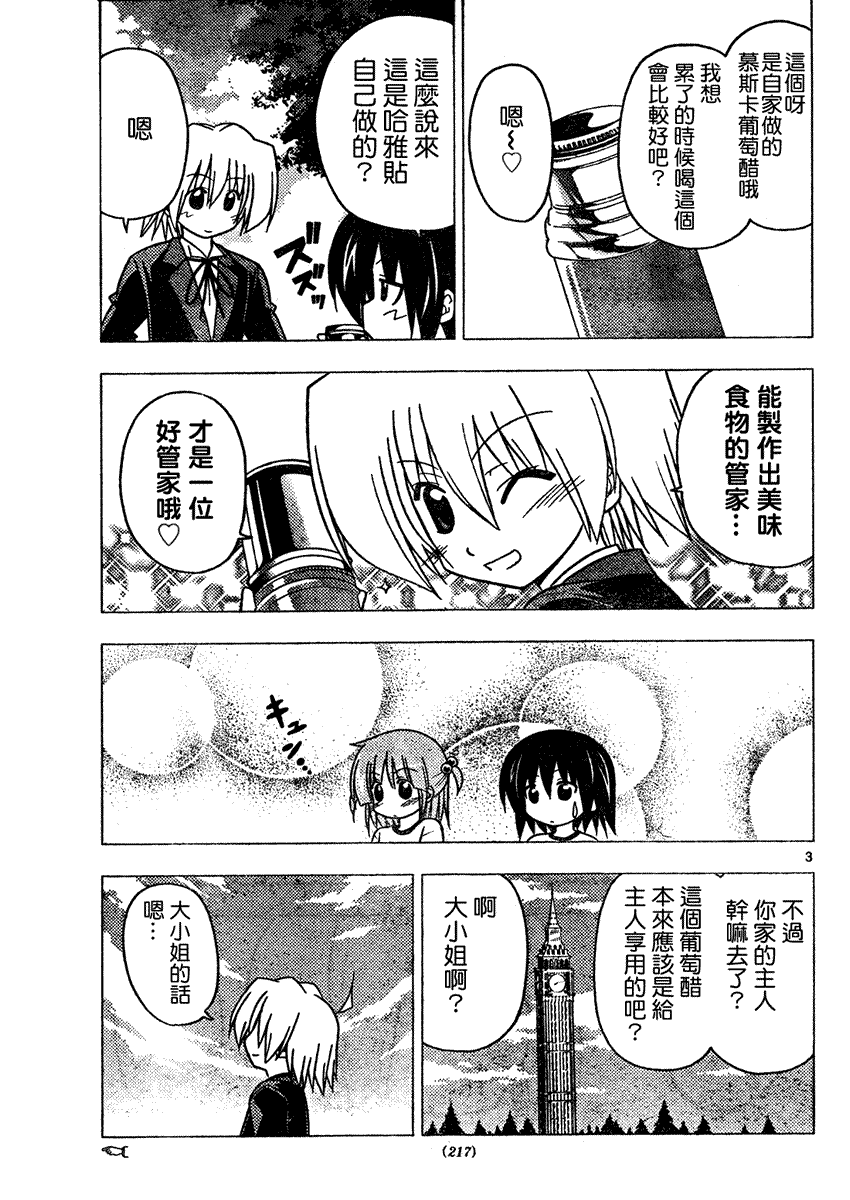 這個呀
是自家做的
慕斯卡葡萄醋哦
我想
累了的時候喝這個
會比較好吧？
嗯~♡
這麼說來
這是哈雅貼
自己做的？
嗯
ズズッ
能製作出美味
食物的管家…
才是一位
好管家哦♡
キュン…
3
不過
你家的主人
幹嘛去了？
這個葡萄醋
本來應該是給
主人享用的吧？
啊
大小姐啊？
大小姐的話
嗯…
(217)